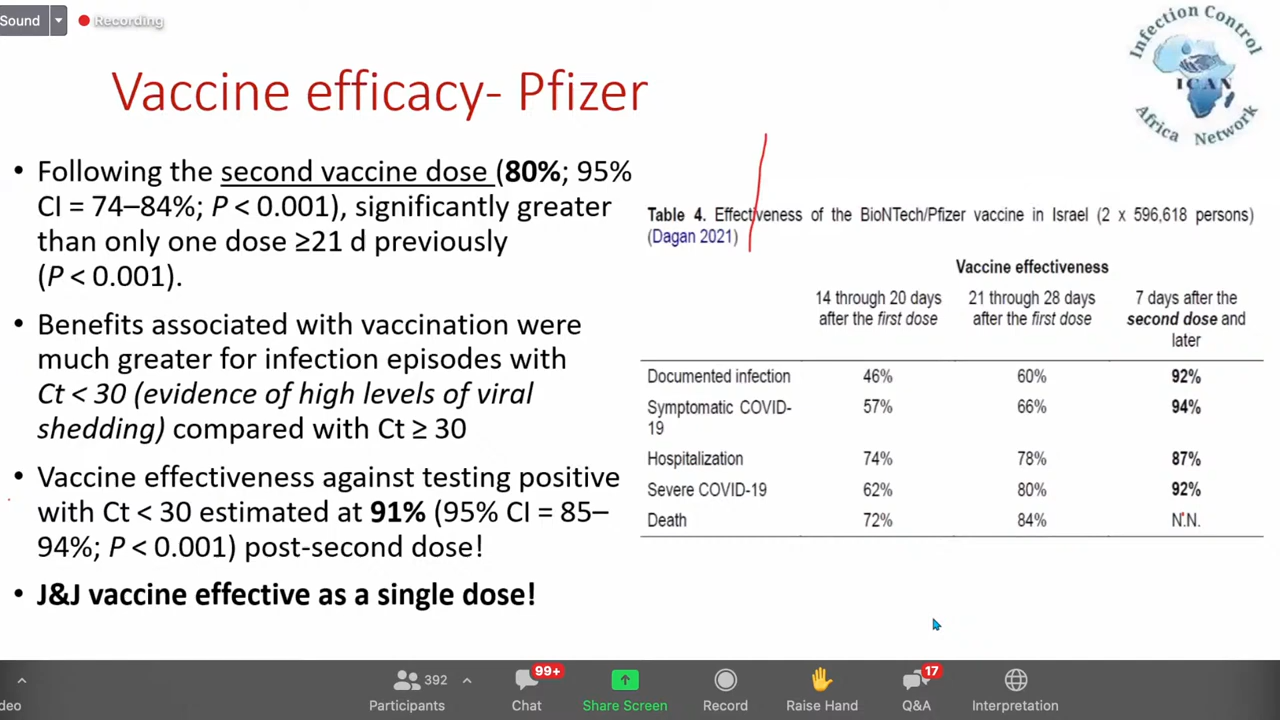 Sound
Recording
Infection Control
ICAN
Africa Network
Vaccine efficacy- Pfizer
• Following the second vaccine dose (80%; 95%
CI = 74–84%; P < 0.001), significantly greater
than only one dose ≥21 d previously
(P < 0.001).
• Benefits associated with vaccination were
much greater for infection episodes with
Ct < 30 (evidence of high levels of viral
shedding) compared with Ct ≥ 30
• Vaccine effectiveness against testing positive
with Ct < 30 estimated at 91% (95% CI = 85–
94%; P < 0.001) post-second dose!
• J&J vaccine effective as a single dose!
Table 4. Effectiveness of the BioNTech/Pfizer vaccine in Israel (2 x 596,618 persons)
(Dagan 2021)
Vaccine effectiveness
14 through 20 days 21 through 28 days 7 days after the
after the first dose after the first dose second dose and
later
Documented infection 46% 60% 92%
Symptomatic COVID- 57% 66% 94%
19
Hospitalization 74% 78% 87%
Severe COVID-19 62% 80% 92%
Death 72% 84% N.N.
deo
392
Participants
99+
Chat
Share Screen
Record
Raise Hand
17
Q&A
Interpretation